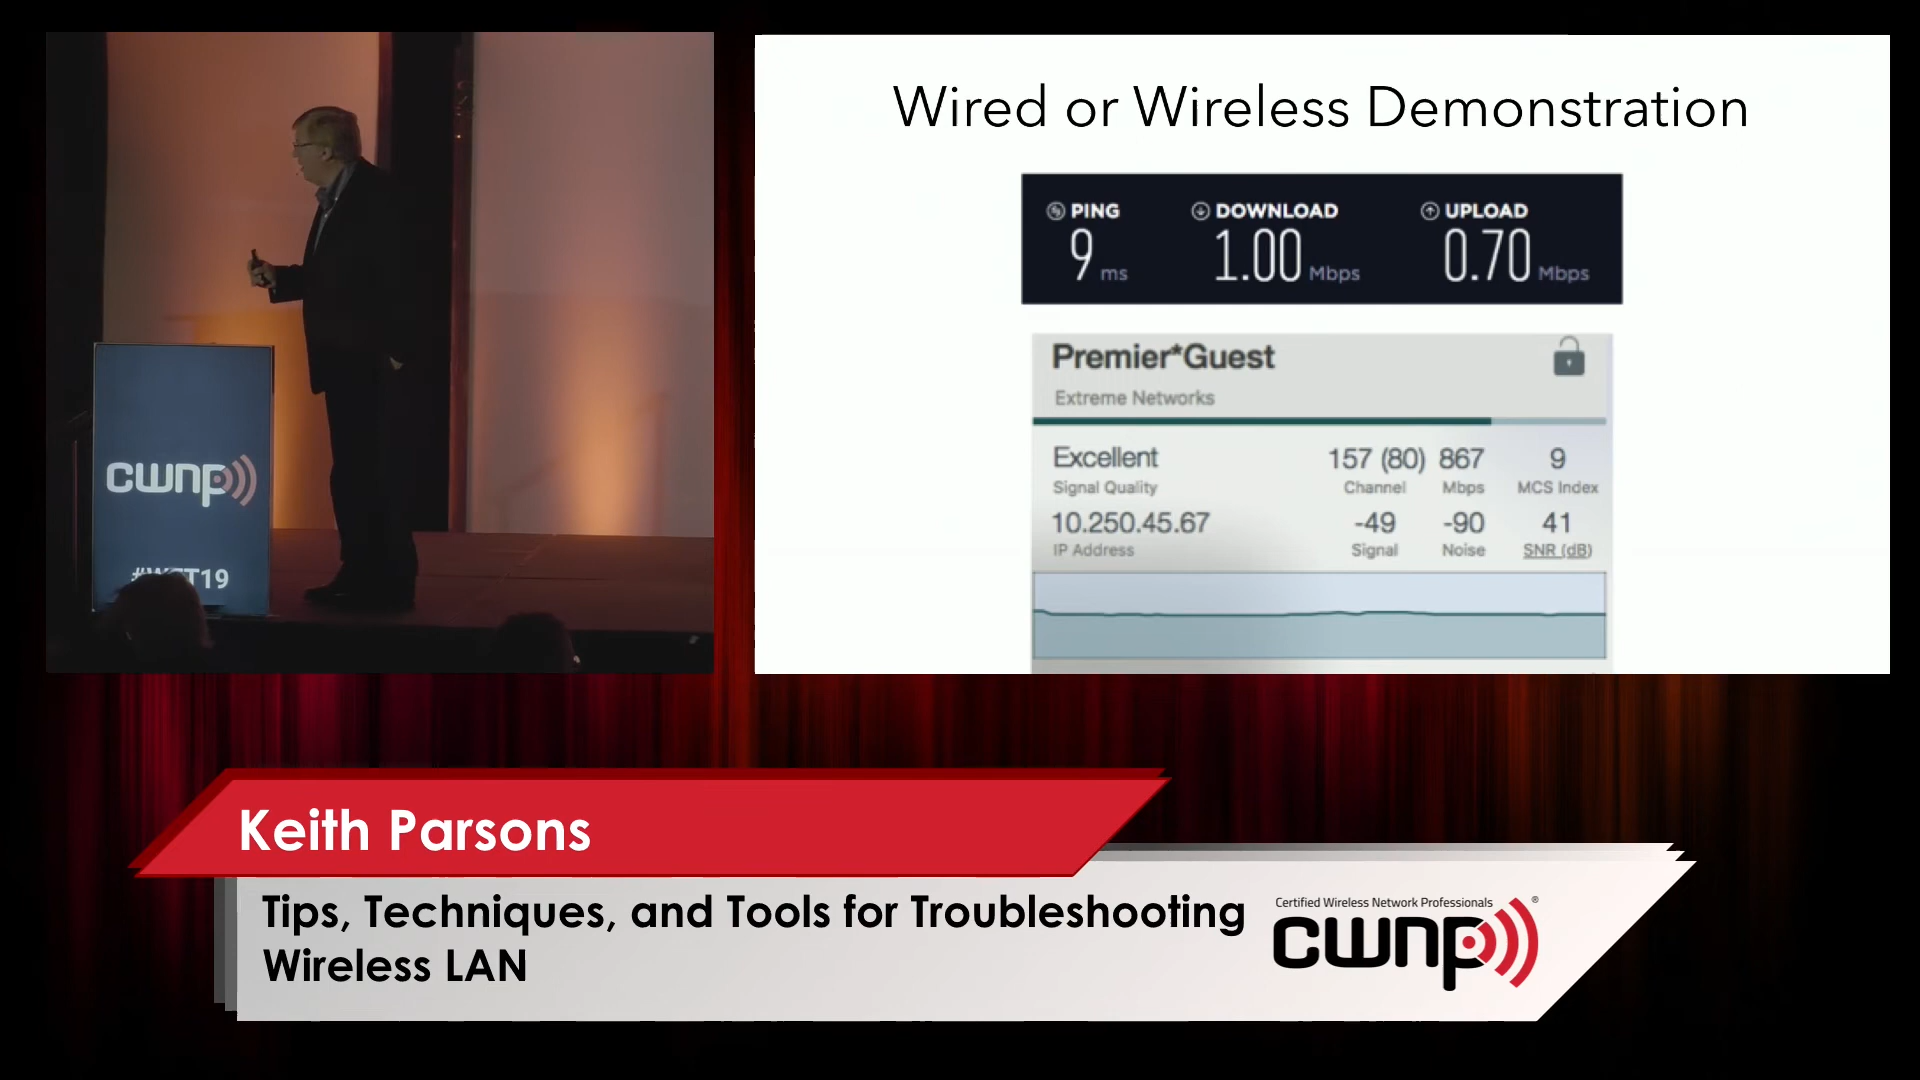 Wired or Wireless Demonstration
PING DOWNLOAD UPLOAD
9 ms 1.00 Mbps 0.70 Mbps
Premier*Guest
Extreme Networks
Excellent 157 (80) 867 9
Signal Quality Channel Mbps MCS Index
10.250.45.67 -49 -90 41
IP Address Signal Noise SNR (dB)
cwnp
T19
Keith Parsons
Tips, Techniques, and Tools for Troubleshooting
Wireless LAN
Certified Wireless Network Professionals
cwnp®